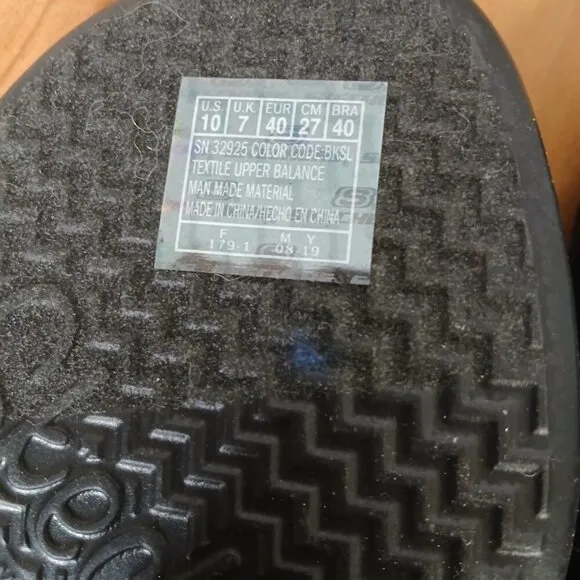 U.S. U.K. EUR CM BRA
10 7 40 27 40
SN 32925 COLOR CODE:BKSL
TEXTILE UPPER BALANCE
MAN MADE MATERIAL
MADE IN CHINA/HECHO EN CHINA
F M Y
179-1 08-19